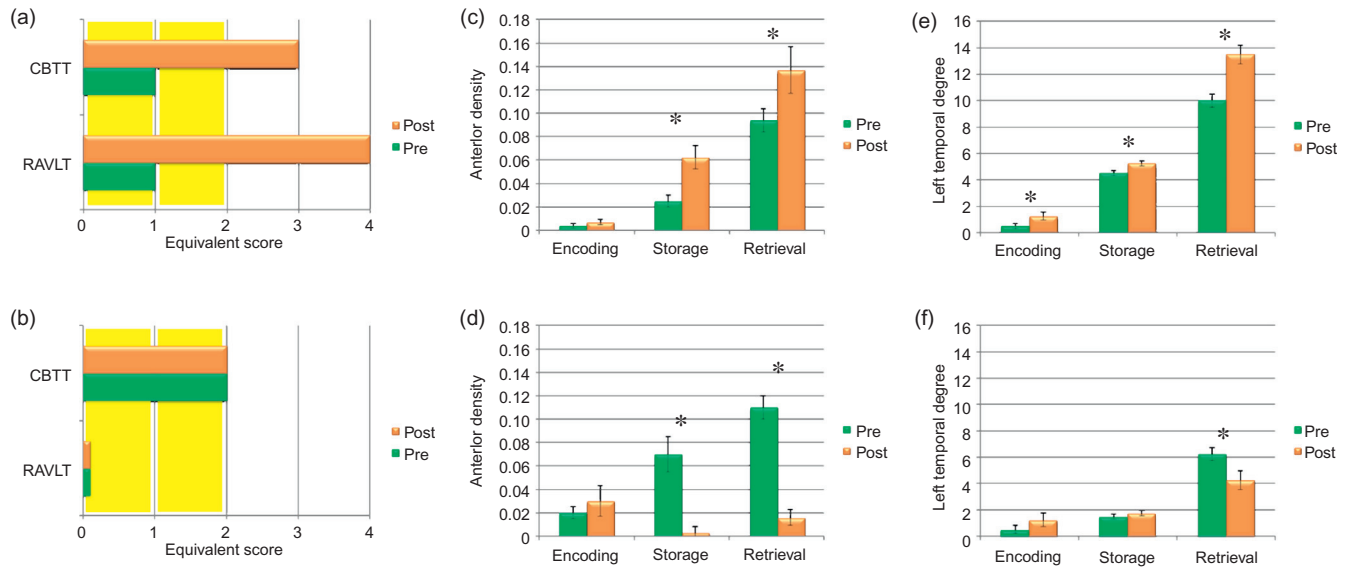 (a)
CBTT
RAVLT
0 1 2 3 4
Equivalent score
Post
Pre
(c)
Anterior density
0.18
0.16
0.14
0.12
0.10
0.08
0.06
0.04
0.02
0
*
*
Encoding Storage Retrieval
Pre
Post
(e)
Left temporal degree
16
14
12
10
8
6
4
2
0
*
*
*
Encoding Storage Retrieval
Pre
Post
(b)
CBTT
RAVLT
0 1 2 3 4
Equivalent score
Post
Pre
(d)
Anterior density
0.18
0.16
0.14
0.12
0.10
0.08
0.06
0.04
0.02
0
*
*
Encoding Storage Retrieval
Pre
Post
(f)
Left temporal degree
16
14
12
10
8
6
4
2
0
*
Encoding Storage Retrieval
Pre
Post